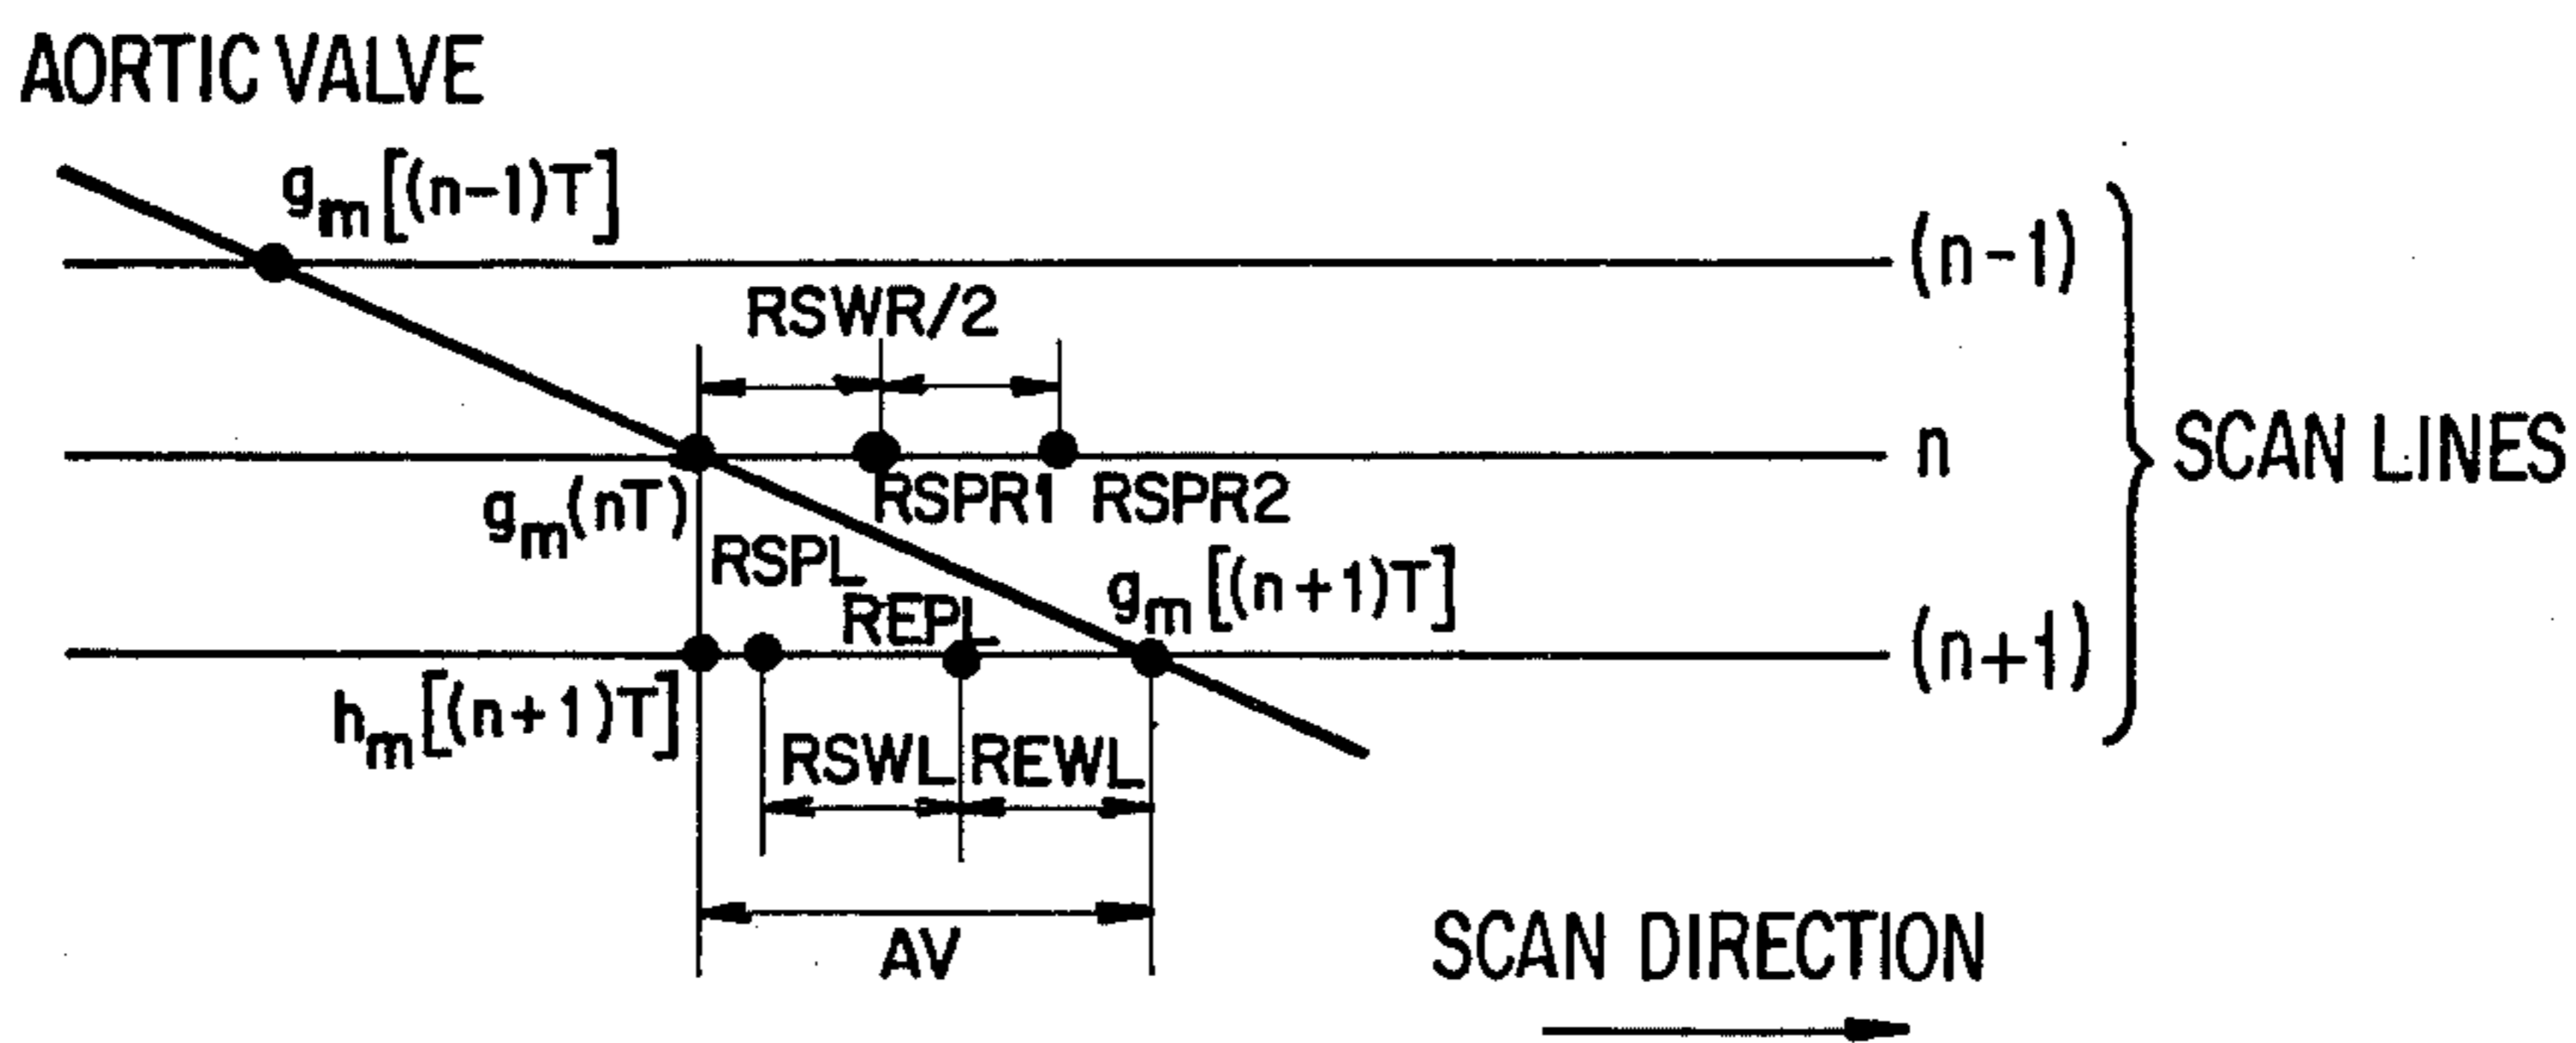 AORTIC VALVE
gm[(n-1)T]
(n-1)
RSWR/2
n
SCAN LINES
RSPR1 RSPR2
gm(nT)
RSPL
REPL
gm[(n+1)T]
(n+1)
hm[(n+1)T]
RSWL REWL
AV
SCAN DIRECTION